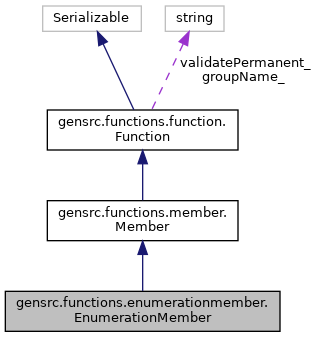 Serializable
string
validatePermanent_
groupName_
gensrc.functions.function.
Function
gensrc.functions.member.
Member
gensrc.functions.enumerationmember.
EnumerationMember